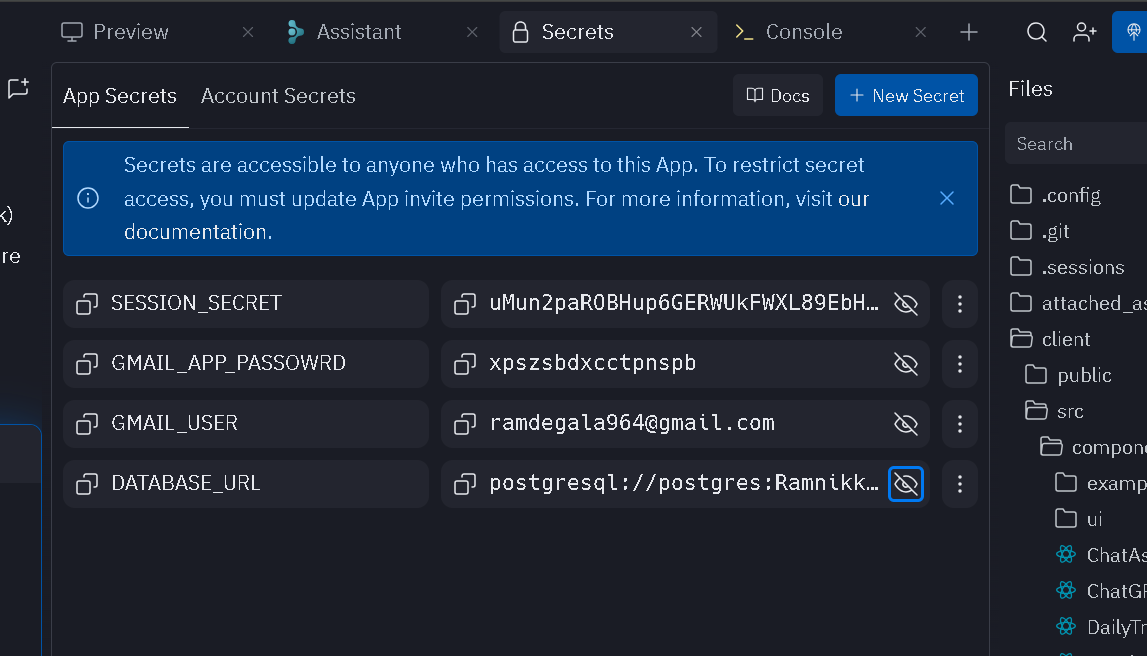 Preview
Assistant
Secrets
Console
App Secrets
Account Secrets
Docs
New Secret
Secrets are accessible to anyone who has access to this App. To restrict secret
access, you must update App invite permissions. For more information, visit our
documentation.
SESSION_SECRET uMun2paROBHup6GERWUkFWXL89EbH…
GMAIL_APP_PASSOWRD xpszsbdxcctpnspb
GMAIL_USER ramdegala964@gmail.com
DATABASE_URL postgresql://postgres:Ramnikk…
k)
re
Files
Search
.config
.git
.sessions
attached_as
client
public
src
compon
examp
ui
ChatAs
ChatG
DailyTr